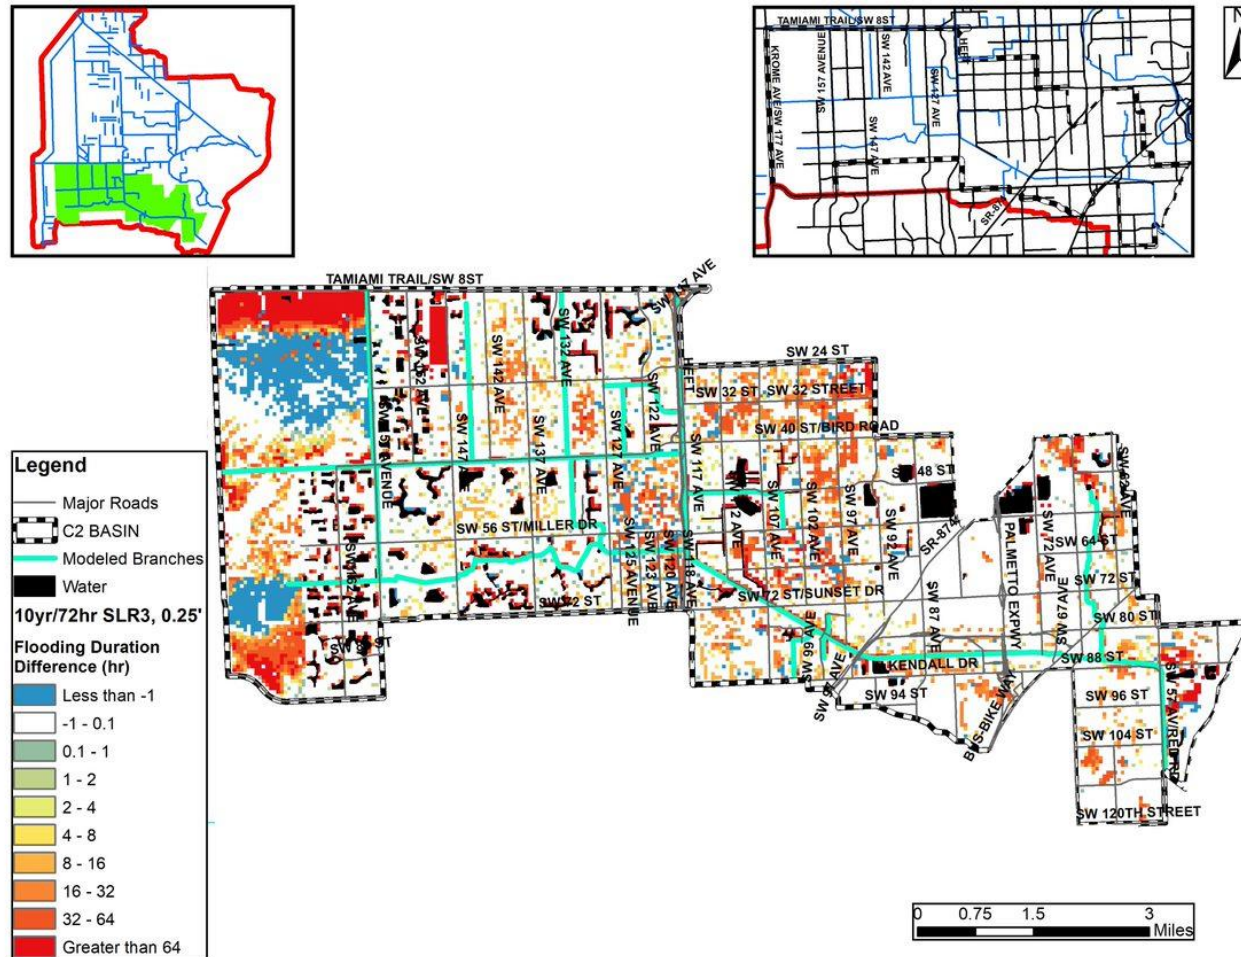 TAMIAMI TRAIL/SW 8ST
HEFT
KROME AVE/SW 177 AVE
SW 157 AVENUE
SW 142 AVE
SW 127 AVE
SW 147 AVE
SR-874
N
TAMIAMI TRAIL/SW 8ST
SW 132 AVE
SW 142 AVE
SW 24 ST
HEFT
SW 122 AVE
SW 32 ST
SW 32 STREET
SW 40 ST/BIRD ROAD
SW 147 AVE
SW 137 AVE
SW 127 AVE
SW 117 AVE
SW 107 AVE
SW 102 AVE
SW 97 AVE
SW 92 AVE
48 ST
SR-874
SW 56 ST/MILLER DR
SW 125 AVENUE
SW 123 AVE
SW 120 AVE
SW 118 AVE
SW 87 AVE
PALMETTO EXPWY
SW 72 AVE
SW 67 AVE
SW 64 ST
SW 72 ST
SW 80 ST
SW 72 ST
SW 72 ST/SUNSET DR
SW 99 AVE
KENDALL DR
SW 88 ST
SW 94 ST
SW 96 ST
SW 104 ST
SW 57 AV/RED RD
SW 120TH STREET
Legend
Major Roads
C2 BASIN
Modeled Branches
Water
10yr/72hr SLR3, 0.25'
Flooding Duration
Difference (hr)
Less than -1
-1 - 0.1
0.1 - 1
1 - 2
2 - 4
4 - 8
8 - 16
16 - 32
32 - 64
Greater than 64
0 0.75 1.5 3
Miles